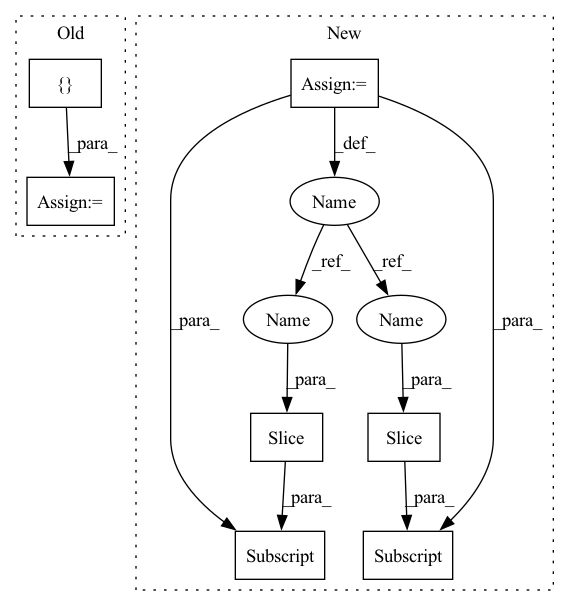 Old
New
{}
Assign:=
_para_
_def_
Assign:=
Name
_ref_
_ref_
_para_
Name
Name
_para_
_para_
_para_
Slice
Slice
_para_
_para_
Subscript
Subscript